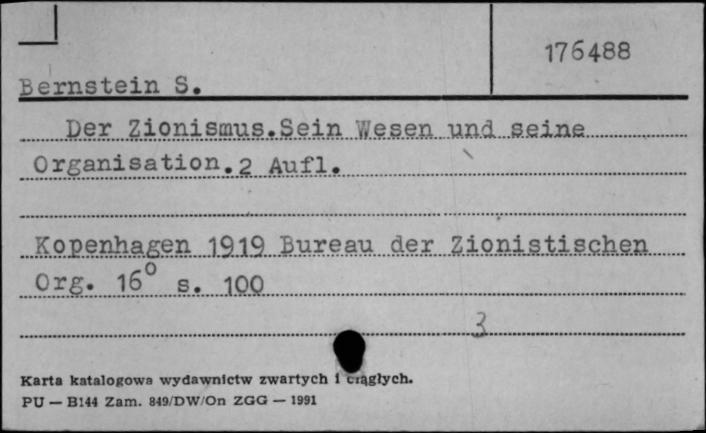 176488
Bernstein S.
Der Zionismus.Sein Wesen und seine
Organisation.2 Aufl.
Kopenhagen 1919 Bureau der Zionistischen
Org. 16° s. 100
3
Karta katalogowa wydawnictw zwartych i ciągłych.
PU — B144 Zam. 849/DW/On ZGG — 1991